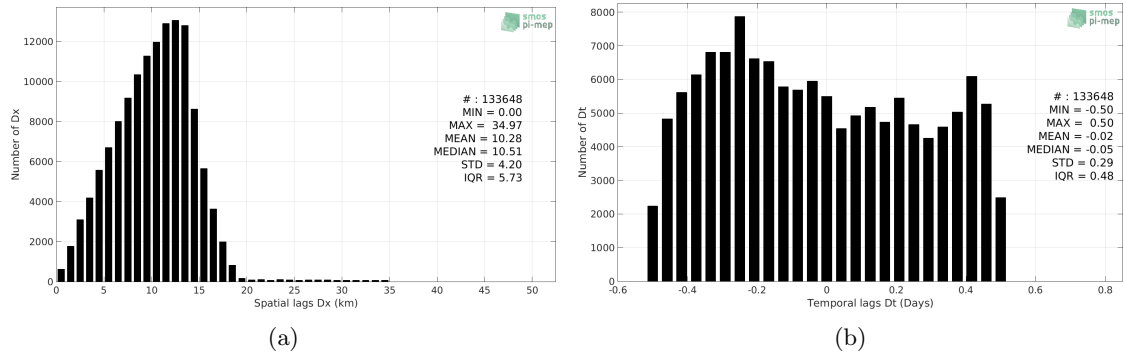 12000
10000
8000
6000
4000
2000
0
Number of Dx
0
5
10
15
20
25
30
35
40
45
50
Spatial lags Dx (km)
smos
pi-mep
# : 133648
MIN = 0.00
MAX = 34.97
MEAN = 10.28
MEDIAN = 10.51
STD = 4.20
IQR = 5.73
(a)
8000
7000
6000
5000
4000
3000
2000
1000
0
Number of Dt
-0.6
-0.4
-0.2
0
0.2
0.4
0.6
0.8
Temporal lags Dt (Days)
smos
pi-mep
# : 133648
MIN = -0.50
MAX = 0.50
MEAN = -0.02
MEDIAN = -0.05
STD = 0.29
IQR = 0.48
(b)